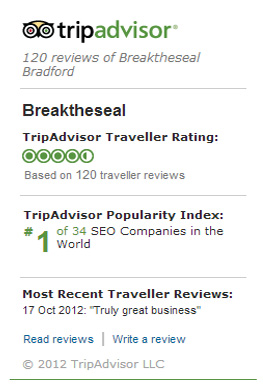 tripadvisor®
120 reviews of Breaktheseal
Bradford
Breaktheseal
TripAdvisor Traveller Rating:
Based on 120 traveller reviews
TripAdvisor Popularity Index:
#1 of 34 SEO Companies in the
World
Most Recent Traveller Reviews:
17 Oct 2012: "Truly great business"
Read reviews | Write a review
© 2012 TripAdvisor LLC